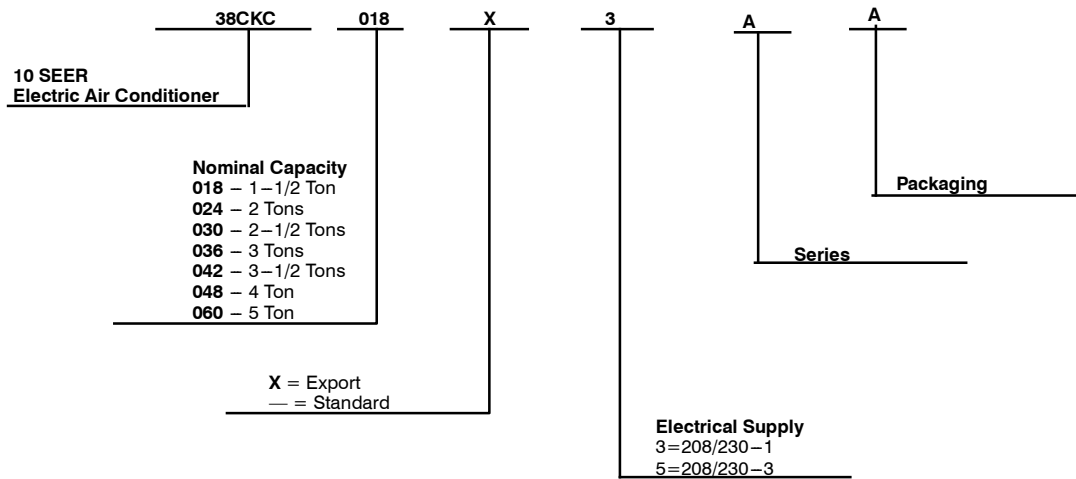 38CKC 018 X 3 A A
10 SEER
Electric Air Conditioner
Nominal Capacity
018 – 1–1/2 Ton
024 – 2 Tons
030 – 2–1/2 Tons
036 – 3 Tons
042 – 3–1/2 Tons
048 – 4 Ton
060 – 5 Ton
Packaging
Series
X = Export
— = Standard
Electrical Supply
3=208/230–1
5=208/230–3